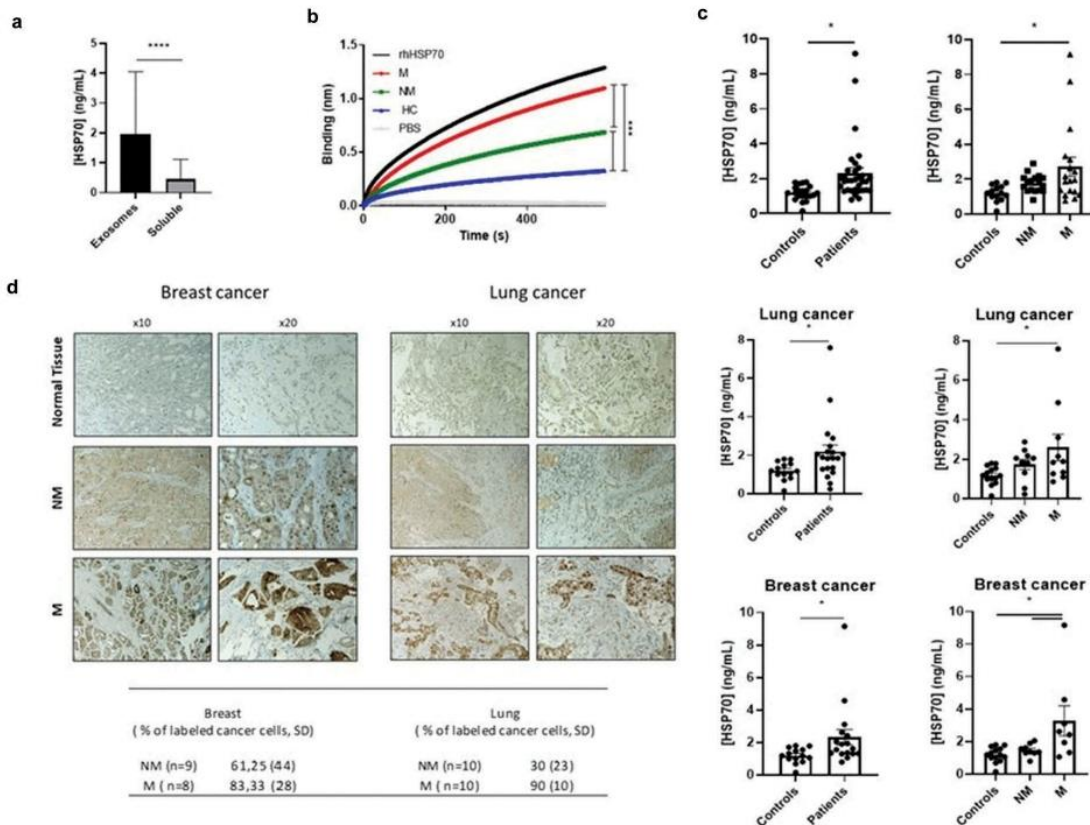 a
****
[HSP70] (ng/mL)
5
4
3
2
1
0
Exosomes
Soluble
b
Binding (nm)
1.5
1.0
0.5
0.0
rhHSP70
M
NM
HC
PBS
***
0
200
400
Time (s)
c
*
[HSP70] (ng/mL)
10
8
6
4
2
0
Controls
Patients
*
[HSP70] (ng/mL)
10
8
6
4
2
0
Controls
NM
M
Lung cancer
*
[HSP70] (ng/mL)
8
6
4
2
0
Controls
Patients
Lung cancer
*
[HSP70] (ng/mL)
8
6
4
2
0
Controls
NM
M
Breast cancer
*
[HSP70] (ng/mL)
10
8
6
4
2
0
Controls
Patients
Breast cancer
*
[HSP70] (ng/mL)
10
8
6
4
2
0
Controls
NM
M
d
Breast cancer
Lung cancer
x10
x20
x10
x20
Normal Tissue
NM
M
Breast
( % of labeled cancer cells, SD)
Lung
( % of labeled cancer cells, SD)
NM (n=9) 61,25 (44) NM (n=10) 30 (23)
M ( n=8) 83,33 (28) M ( n=10) 90 (10)